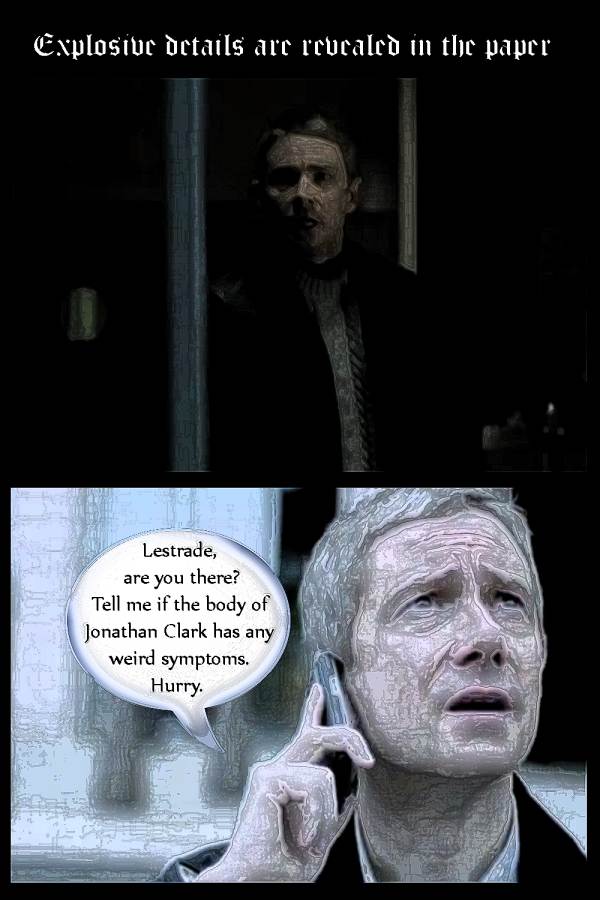 Explosive details are revealed in the paper
Lestrade,
are you there?
Tell me if the body of
Jonathan Clark has any
weird symptoms.
Hurry.